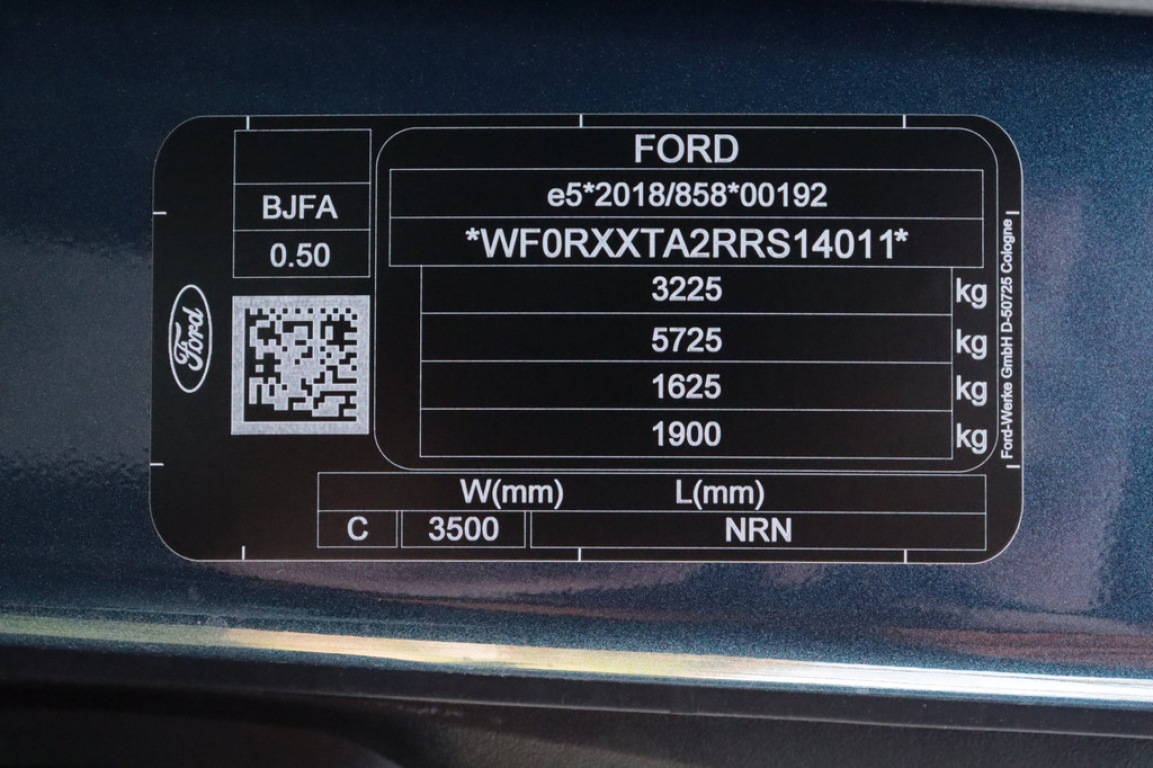 FORD
e5*2018/858*00192
*WF0RXXTA2RRS14011*
3225 kg
5725 kg
1625 kg
1900 kg
BJFA
0.50
Ford
Ford-Werke GmbH D-50725 Cologne
W(mm) L(mm)
C 3500 NRN